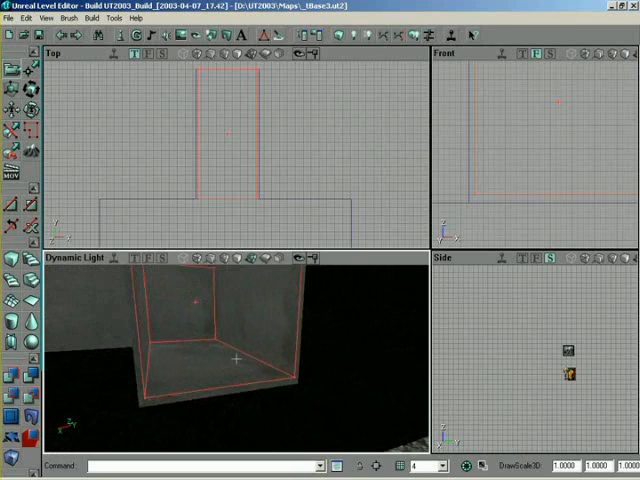 Unreal Level Editor - Build UT2003_Build_[2003-04-07_17.42] - [D:\UT2003\Maps\_tBase3.ut2]
File Edit View Brush Build Tools Help
Top T F S
Front T F S
MOV
Dynamic Light T F S
Side T F S
Command: 4 DrawScale3D: 1.0000 1.0000 1.0000